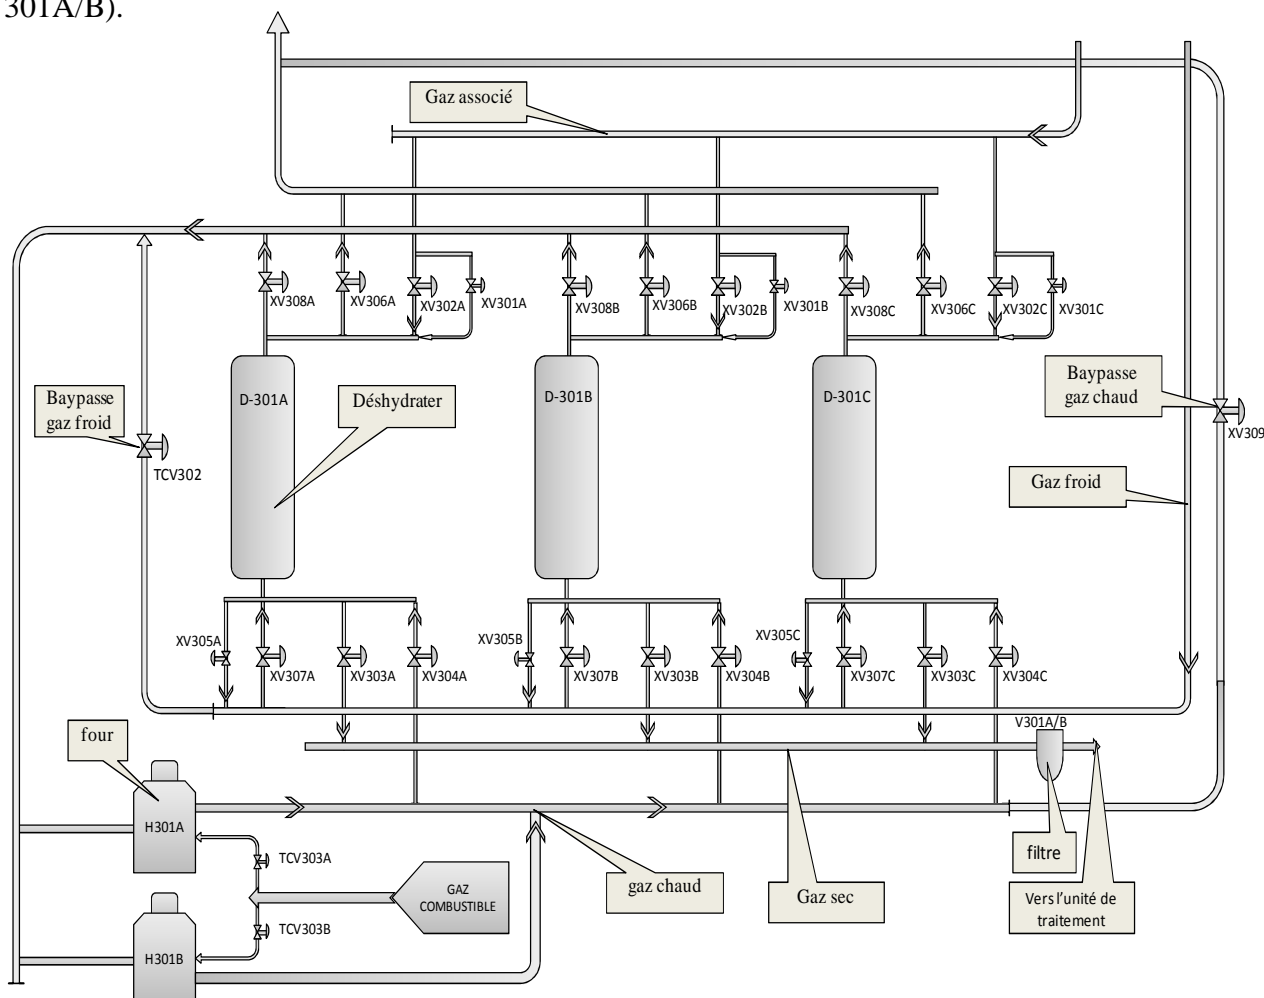 301A/B).
Gaz associé
XV308A
XV306A
XV302A
XV301A
XV308B
XV306B
XV302B
XV301B
XV308C
XV306C
XV302C
XV301C
D-301A
D-301B
D-301C
Baypasse
gaz froid
Déshydrater
Baypasse
gaz chaud
XV309
TCV302
Gaz froid
XV305A
XV307A
XV303A
XV304A
XV305B
XV307B
XV303B
XV304B
XV305C
XV307C
XV303C
XV304C
V301A/B
four
H301A
TCV303A
GAZ
COMBUSTIBLE
TCV303B
H301B
gaz chaud
Gaz sec
filtre
Vers l'unité de
traitement